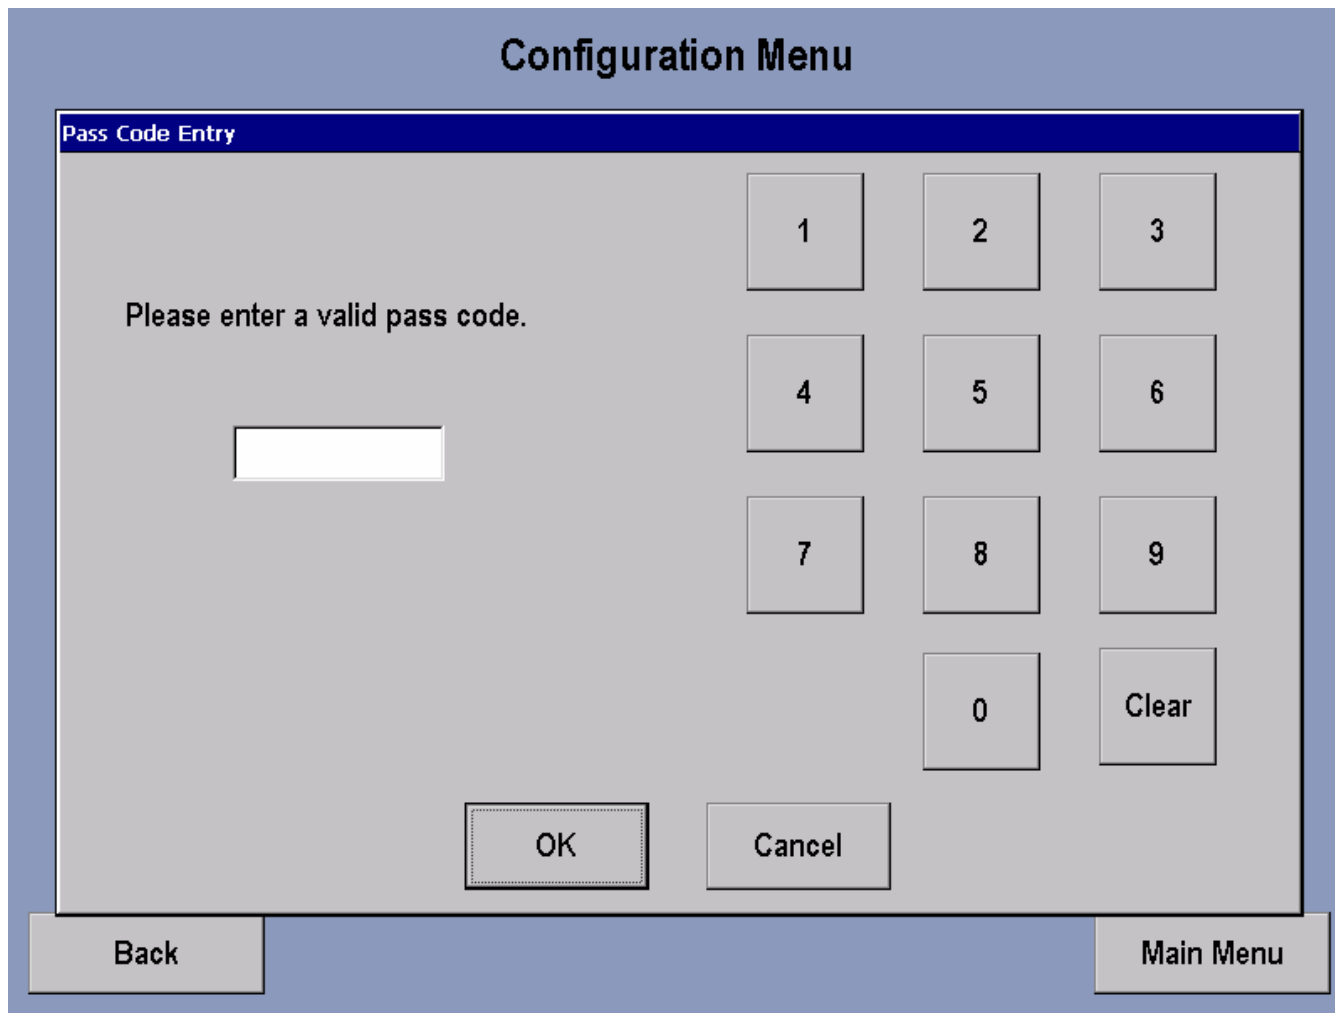 Configuration Menu
Pass Code Entry
Please enter a valid pass code.
1 2 3
4 5 6
7 8 9
0 Clear
OK Cancel
Back Main Menu